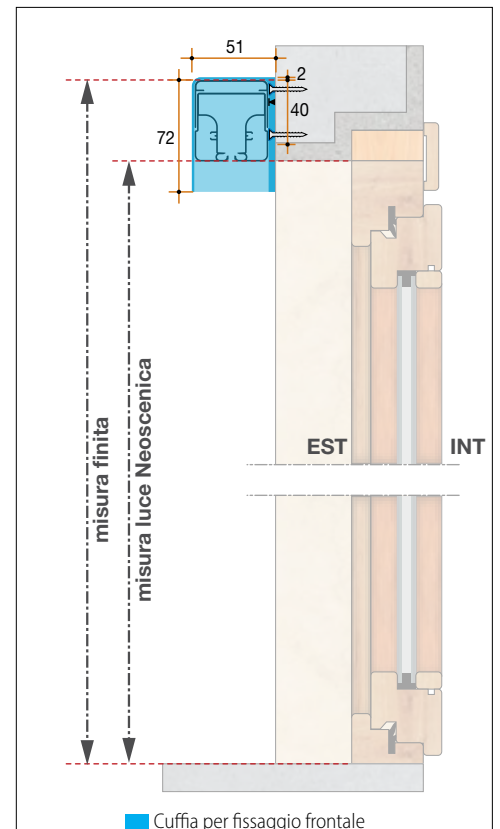 51
2
40
72
misura finita
misura luce Neoscenica
EST
INT
Cuffia per fissaggio frontale